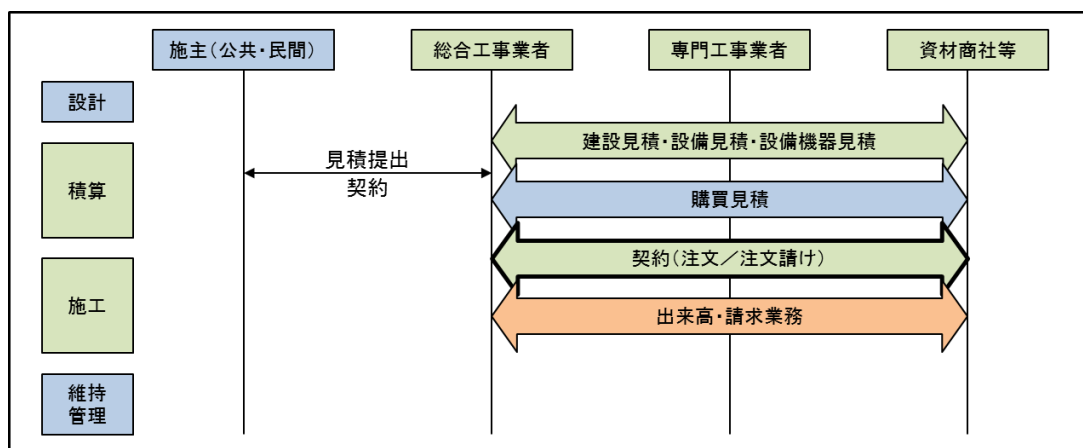 施主(公共・民間)
総合工事業者
専門工事業者
資材商社等
設計
建設見積・設備見積・設備機器見積
見積提出
契約
積算
購買見積
契約(注文/注文請け)
施工
出来高・請求業務
維持
管理